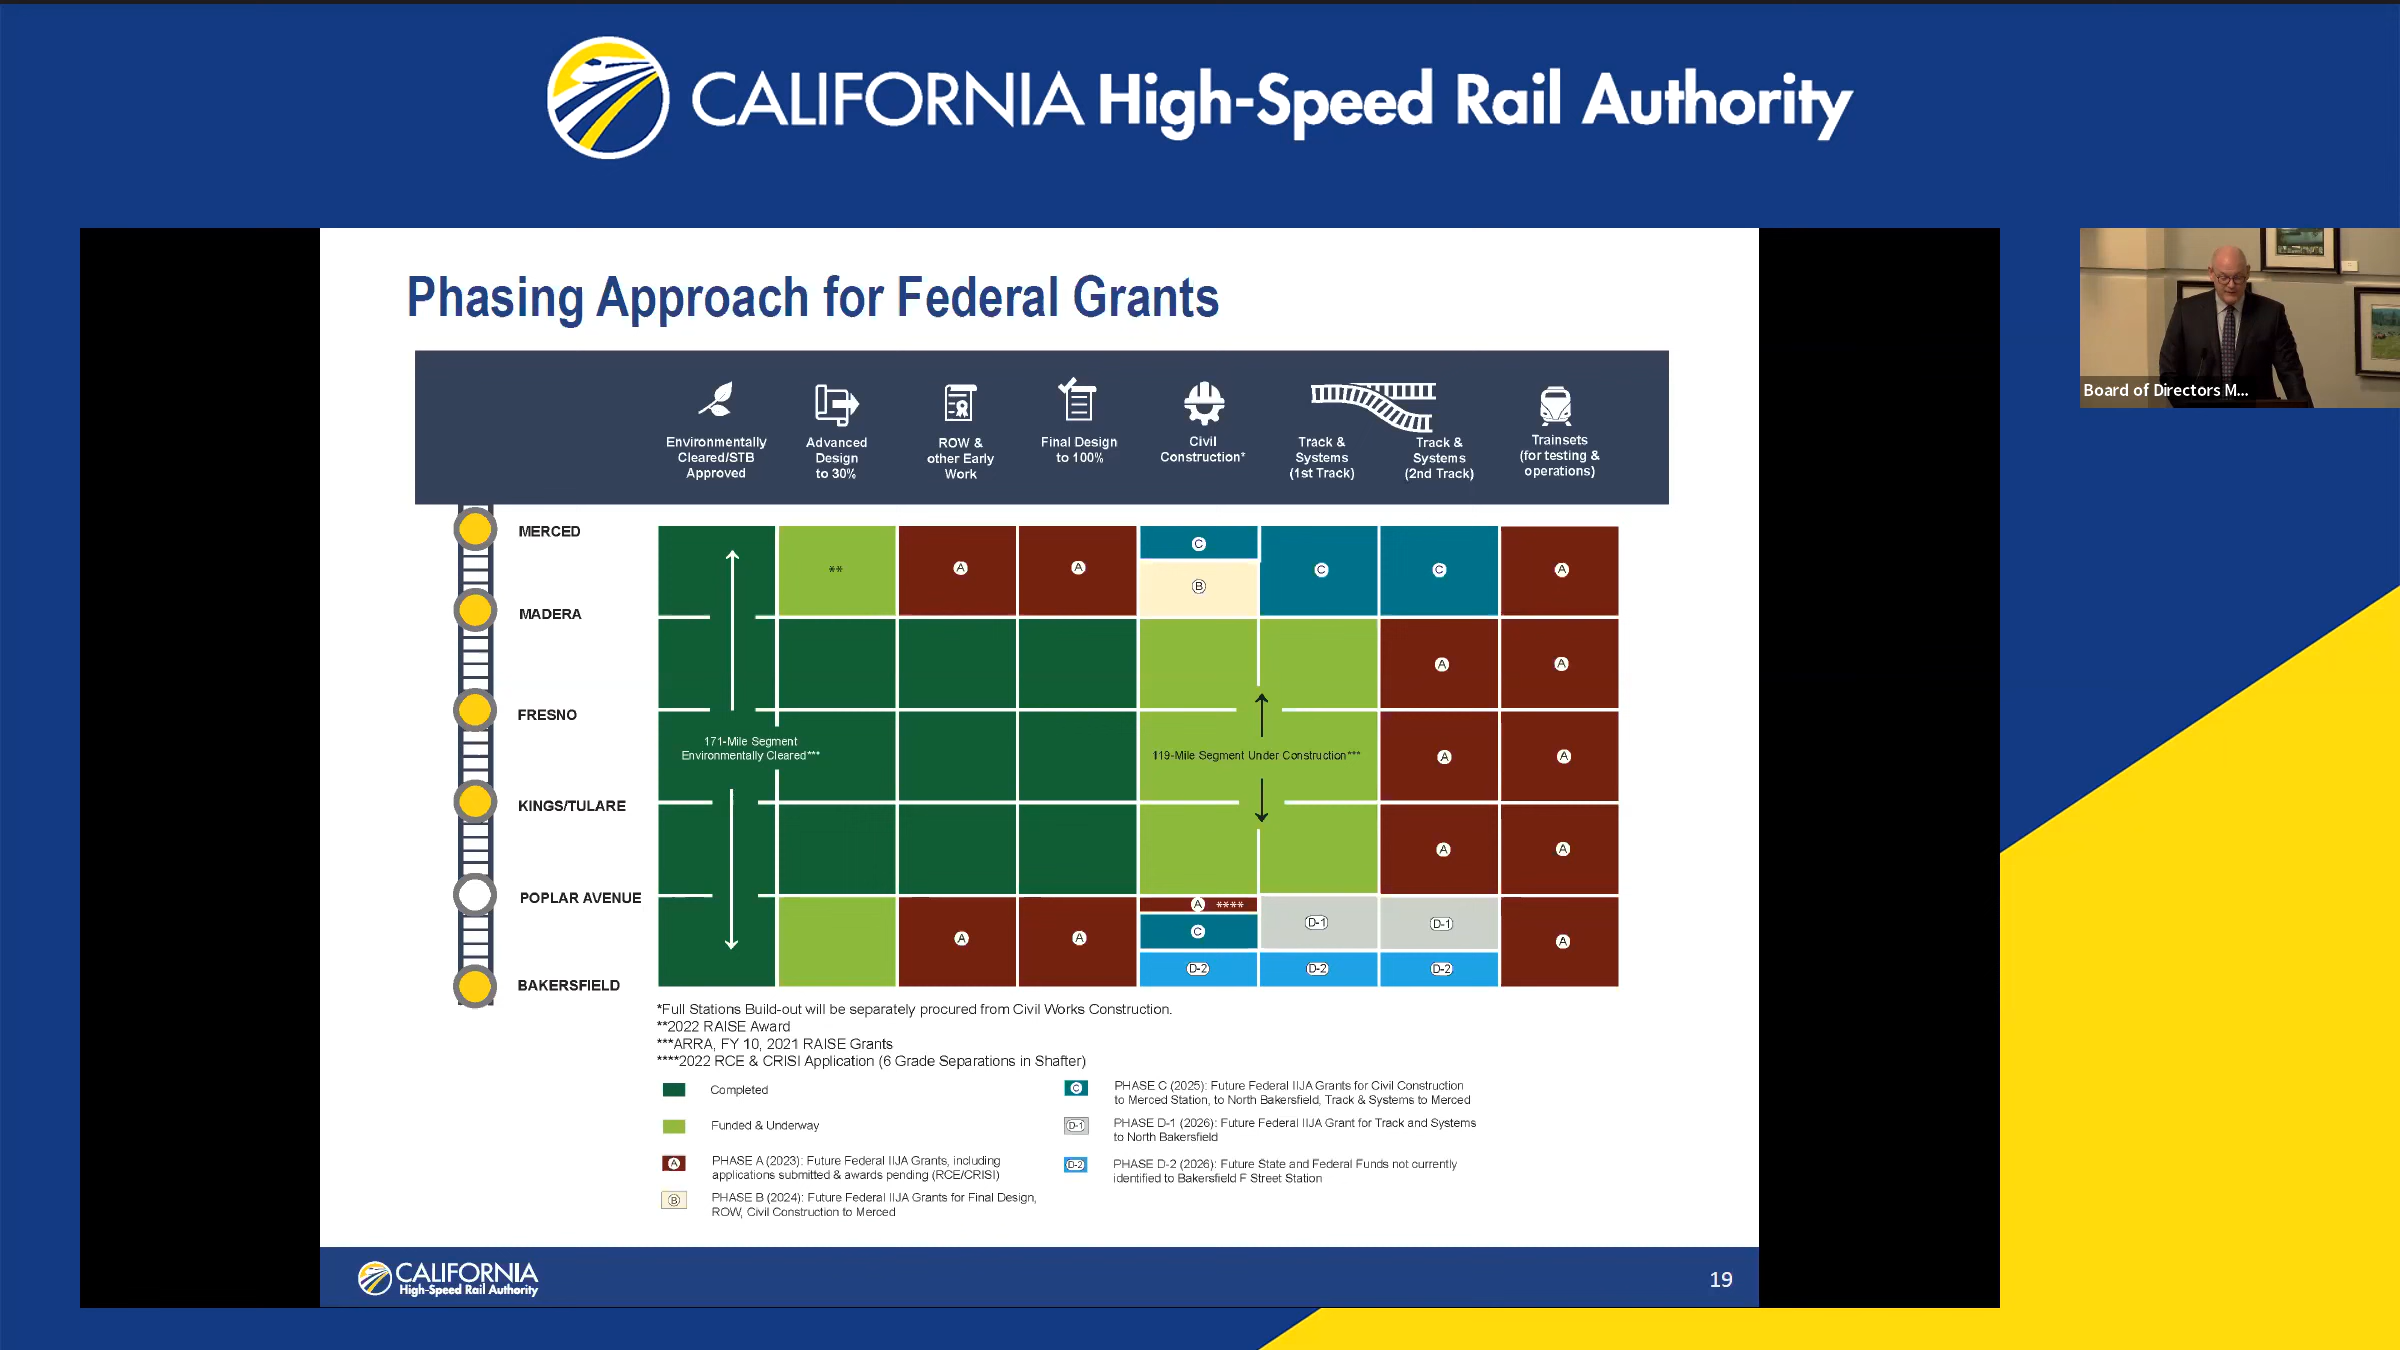 CALIFORNIA High-Speed Rail Authority
Phasing Approach for Federal Grants
Environmentally
Cleared/STB
Approved
Advanced
Design
to 30%
ROW &
other Early
Work
Final Design
to 100%
Civil
Construction*
Track &
Systems
(1st Track)
Track &
Systems
(2nd Track)
Trainsets
(for testing &
operations)
Board of Directors M...
MERCED
** A A C C C A
B
MADERA
A A
FRESNO
171-Mile Segment
Environmentally Cleared***
119-Mile Segment Under Construction***
A A
KINGS/TULARE
A A
POPLAR AVENUE
A ****
D-1 D-1
C
A A A
D-2 D-2 D-2
BAKERSFIELD
*Full Stations Build-out will be separately procured from Civil Works Construction.
**2022 RAISE Award
***ARRA, FY 10, 2021 RAISE Grants
****2022 RCE & CRISI Application (6 Grade Separations in Shafter)
Completed
Funded & Underway
A PHASE A (2023): Future Federal IIJA Grants, including
applications submitted & awards pending (RCE/CRISI)
B PHASE B (2024): Future Federal IIJA Grants for Final Design,
ROW, Civil Construction to Merced
C PHASE C (2025): Future Federal IIJA Grants for Civil Construction
to Merced Station, to North Bakersfield, Track & Systems to Merced
D-1 PHASE D-1 (2026): Future Federal IIJA Grant for Track and Systems
to North Bakersfield
D-2 PHASE D-2 (2026): Future State and Federal Funds not currently
identified to Bakersfield F Street Station
CALIFORNIA
High-Speed Rail Authority
19